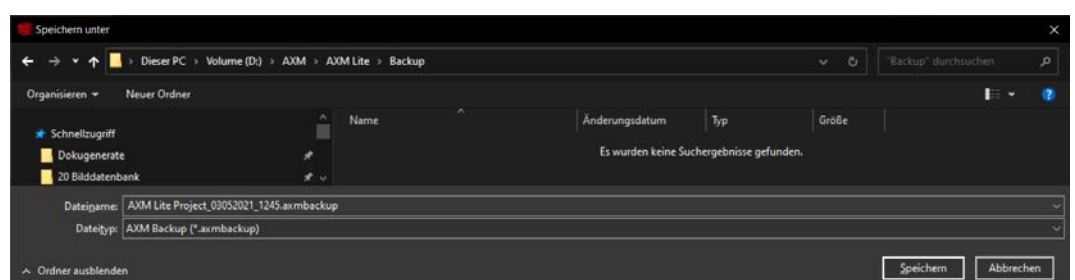 Speichern unter
Dieser PC > Volume (D:) > AXM > AXM Lite > Backup
"Backup" durchsuchen
Organisieren
Neuer Ordner
Name
Änderungsdatum
Typ
Größe
Schnellzugriff
Es wurden keine Suchergebnisse gefunden.
Dokugenerate
20 Bilddatenbank
Dateiname: AXM Lite Project_03052021_1245.axmbackup
Dateityp: AXM Backup (*.axmbackup)
Ordner ausblenden
Speichern
Abbrechen